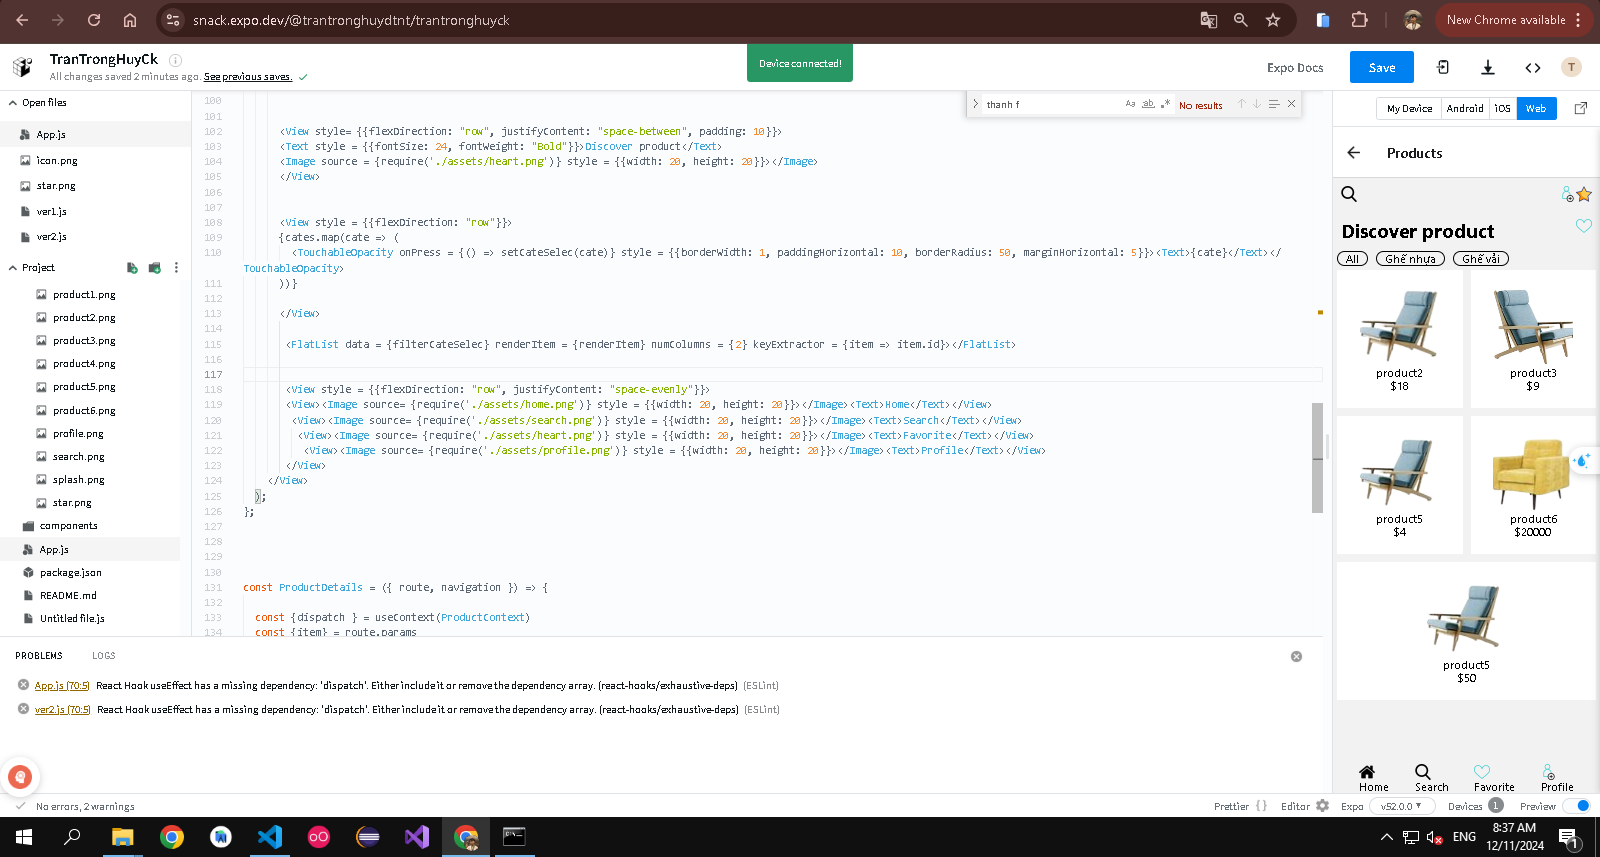 snack.expo.dev/@trantronghuydtnt/trantronghuyck
New Chrome available
TranTrongHuyCk
All changes saved 2 minutes ago. See previous saves.
Device connected!
Expo Docs
Save
T
Open files
App.js
icon.png
star.png
ver1.js
ver2.js
Project
product1.png
product2.png
product3.png
product4.png
product5.png
product6.png
profile.png
search.png
splash.png
star.png
components
App.js
package.json
README.md
Untitled file.js
thanh f
Aa
ab
.*
No results
100
101
102 <View style= {{flexDirection: "row", justifyContent: "space-between", padding: 10}}>
103 <Text style = {{fontSize: 24, fontWeight: "Bold"}}>Discover product</Text>
104 <Image source = {require('./assets/heart.png')} style = {{width: 20, height: 20}}></Image>
105 </View>
106
107
108 <View style = {{flexDirection: "row"}}>
109 {cates.map(cate => (
110 <TouchableOpacity onPress = {() => setCateSelec(cate)} style = {{borderWidth: 1, paddingHorizontal: 10, borderRadius: 50, marginHorizontal: 5}}><Text>{cate}</Text></
TouchableOpacity>
111 ))}
112
113 </View>
114
115 <FlatList data = {filterCateSelec} renderItem = {renderItem} numColumns = {2} keyExtractor = {item => item.id}></FlatList>
116
117
118 <View style = {{flexDirection: "row", justifyContent: "space-evenly"}}>
119 <View><Image source= {require('./assets/home.png')} style = {{width: 20, height: 20}}></Image><Text>Home</Text></View>
120 <View><Image source= {require('./assets/search.png')} style = {{width: 20, height: 20}}></Image><Text>Search</Text></View>
121 <View><Image source= {require('./assets/heart.png')} style = {{width: 20, height: 20}}></Image><Text>Favorite</Text></View>
122 <View><Image source= {require('./assets/profile.png')} style = {{width: 20, height: 20}}></Image><Text>Profile</Text></View>
123 </View>
124 </View>
125 );
126 };
127
128
129
130
131 const ProductDetails = ({ route, navigation }) => {
132
133 const {dispatch } = useContext(ProductContext)
134 const {item} = route.params
My Device
Android
iOS
Web
Products
Discover product
All
Ghế nhựa
Ghế vải
product2
$18
product3
$9
product5
$4
product6
$20000
product5
$50
Home
Search
Favorite
Profile
PROBLEMS
LOGS
App.js (70:5) React Hook useEffect has a missing dependency: 'dispatch'. Either include it or remove the dependency array. (react-hooks/exhaustive-deps) (ESLint)
ver2.js (70:5) React Hook useEffect has a missing dependency: 'dispatch'. Either include it or remove the dependency array. (react-hooks/exhaustive-deps) (ESLint)
No errors, 2 warnings
Prettier { }
Editor
Expo
v52.0.0
Devices
1
Preview
ENG
8:37 AM
12/11/2024
1